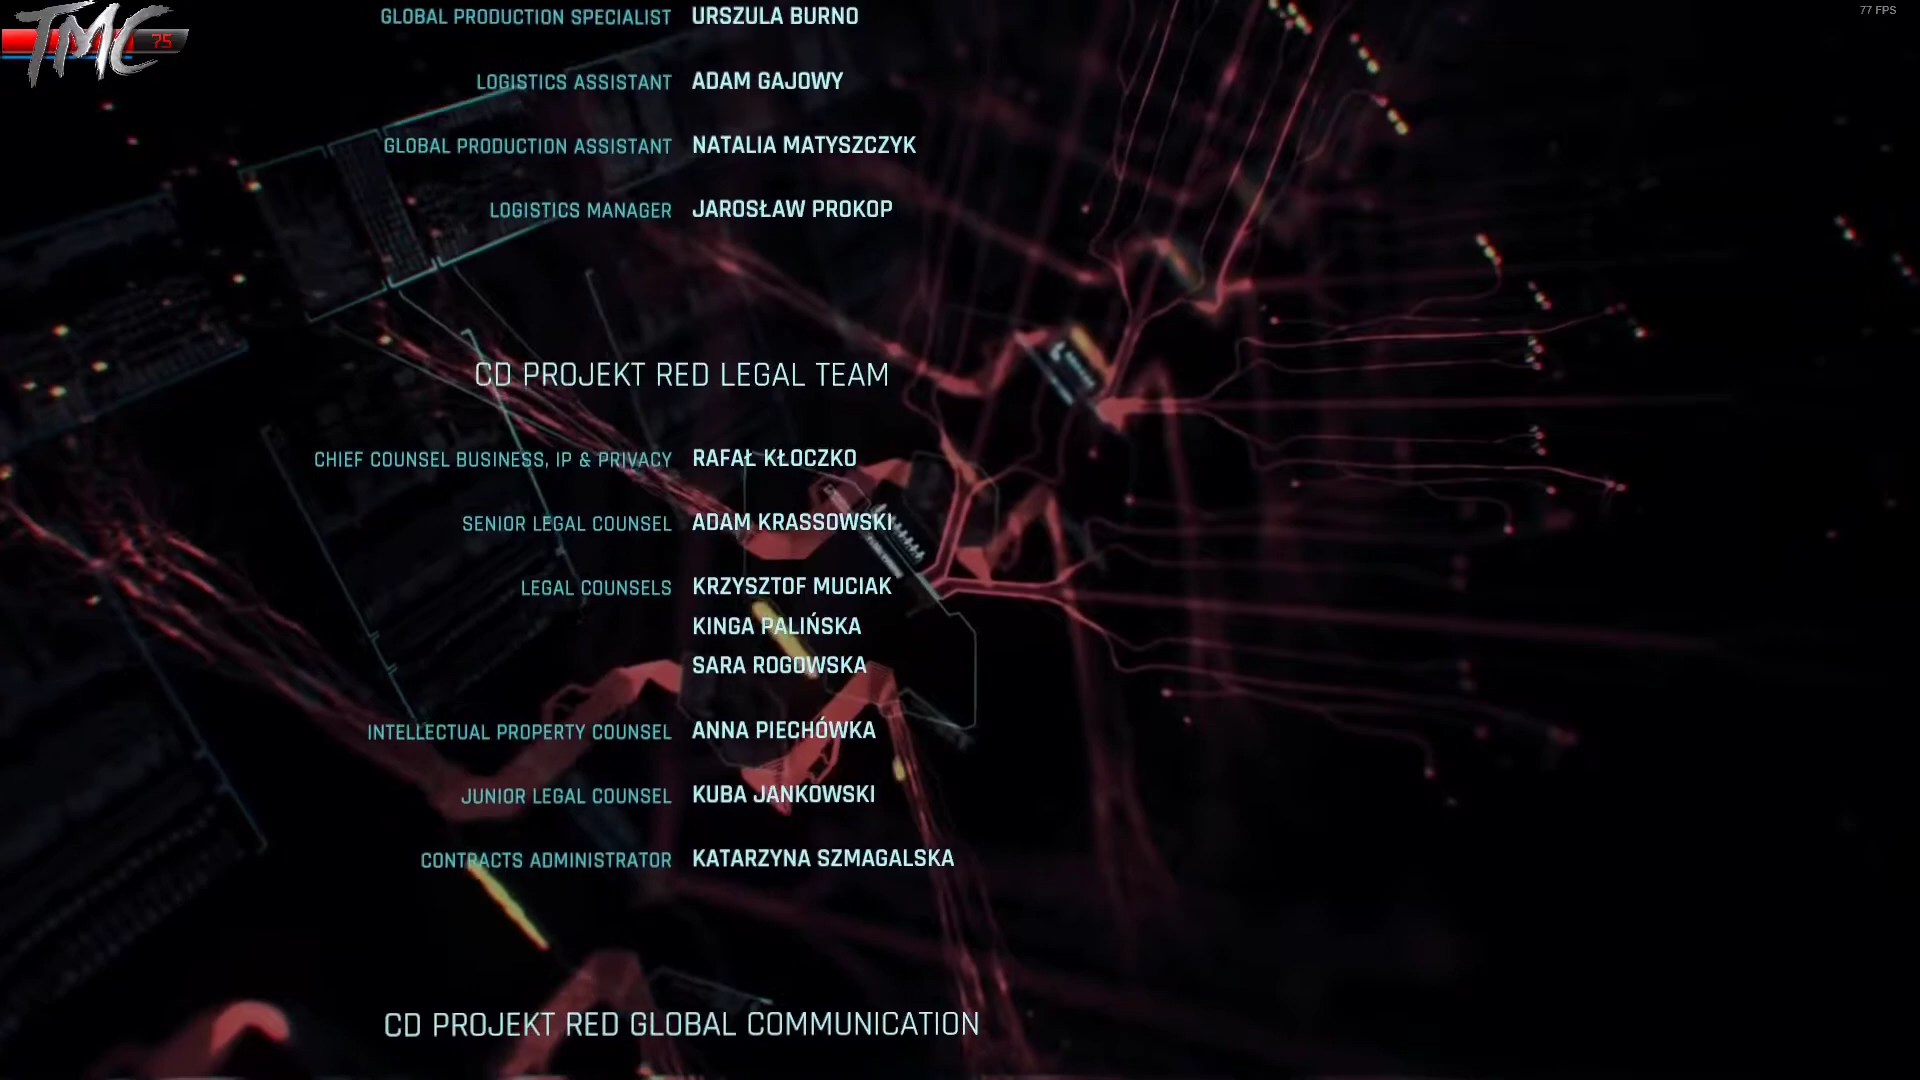 TMC
75
77 FPS
GLOBAL PRODUCTION SPECIALIST URSZULA BURNO
LOGISTICS ASSISTANT ADAM GAJOWY
GLOBAL PRODUCTION ASSISTANT NATALIA MATYSZCZYK
LOGISTICS MANAGER JAROSŁAW PROKOP
CD PROJEKT RED LEGAL TEAM
CHIEF COUNSEL BUSINESS, IP & PRIVACY RAFAŁ KŁOCZKO
SENIOR LEGAL COUNSEL ADAM KRASSOWSKI
LEGAL COUNSELS KRZYSZTOF MUCIAK
KINGA PALIŃSKA
SARA ROGOWSKA
INTELLECTUAL PROPERTY COUNSEL ANNA PIECHÓWKA
JUNIOR LEGAL COUNSEL KUBA JANKOWSKI
CONTRACTS ADMINISTRATOR KATARZYNA SZMAGALSKA
CD PROJEKT RED GLOBAL COMMUNICATION